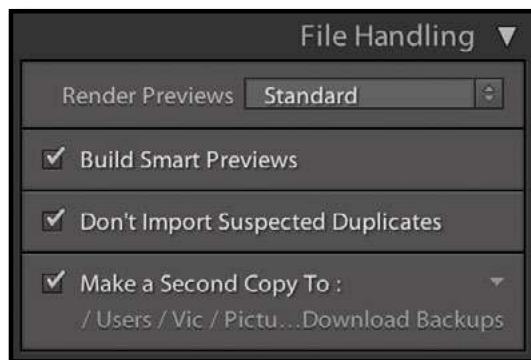 File Handling
Render Previews Standard
Build Smart Previews
Don't Import Suspected Duplicates
Make a Second Copy To :
/ Users / Vic / Pictu...Download Backups